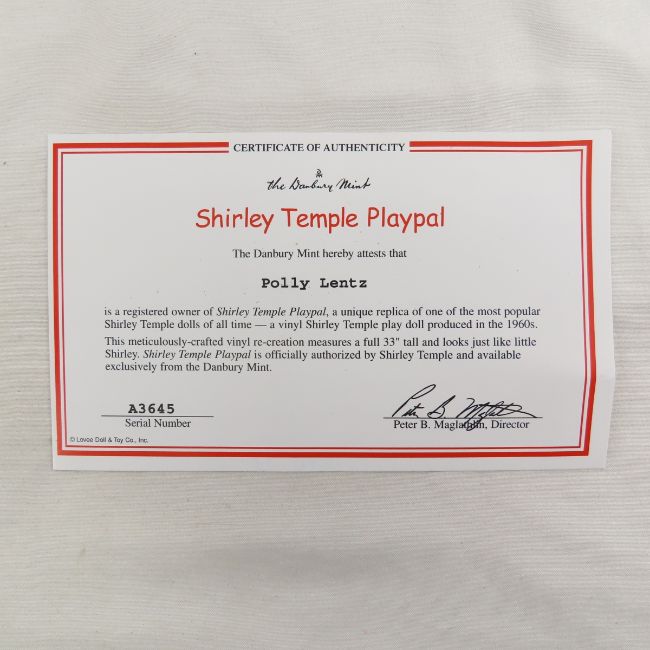 CERTIFICATE OF AUTHENTICITY
the Danbury Mint
Shirley Temple Playpal
The Danbury Mint hereby attests that
Polly Lentz
is a registered owner of Shirley Temple Playpal, a unique replica of one of the most popular
Shirley Temple dolls of all time — a vinyl Shirley Temple play doll produced in the 1960s.
This meticulously-crafted vinyl re-creation measures a full 33" tall and looks just like little
Shirley. Shirley Temple Playpal is officially authorized by Shirley Temple and available
exclusively from the Danbury Mint.
A3645
Serial Number
Peter B. Maglathlin
Peter B. Maglathlin, Director
© Lovee Doll & Toy Co., Inc.